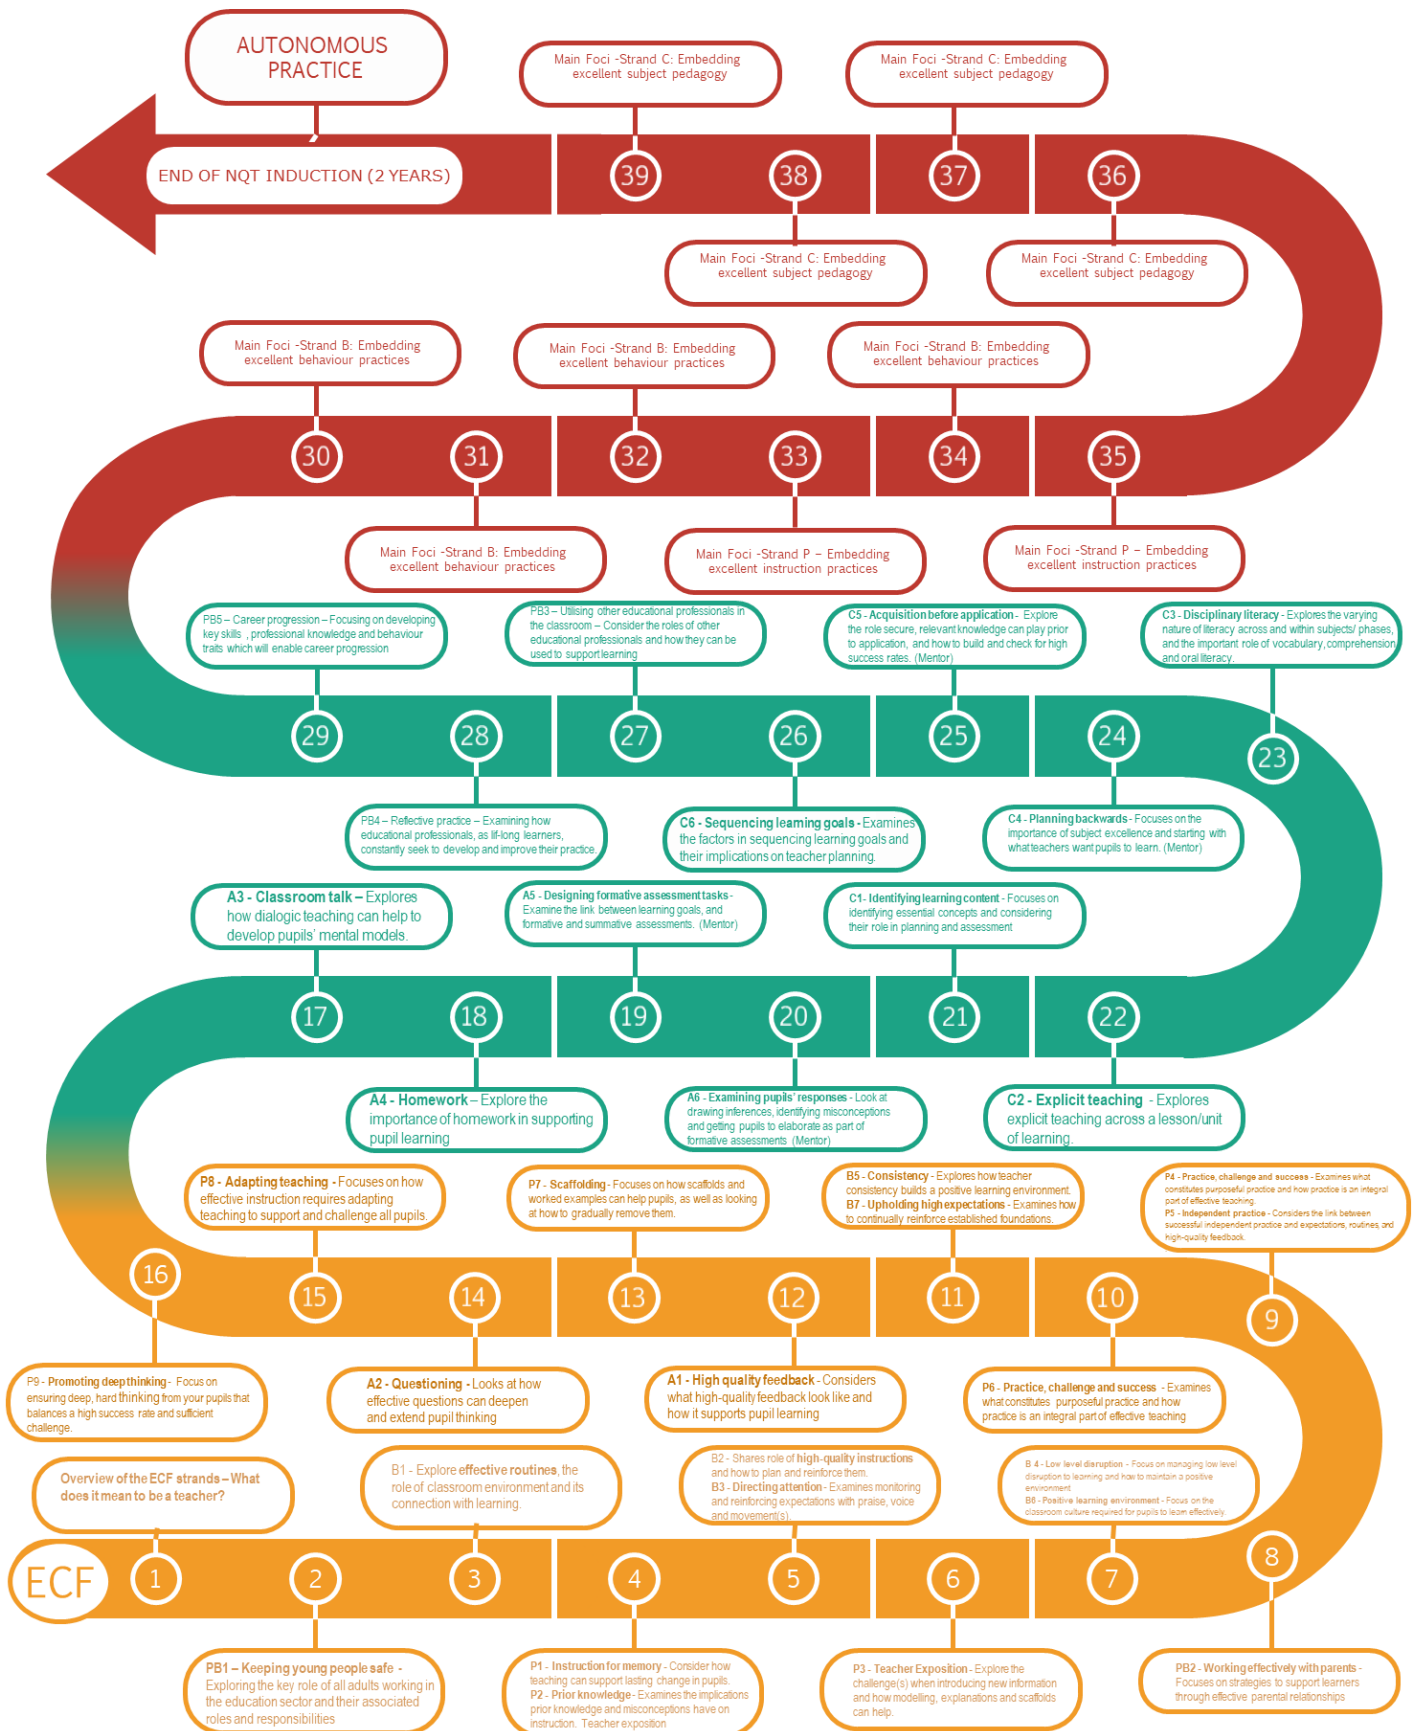 AUTONOMOUS
PRACTICE
Main Foci -Strand C: Embedding
excellent subject pedagogy
Main Foci -Strand C: Embedding
excellent subject pedagogy
END OF NQT INDUCTION (2 YEARS)
39
38
37
36
Main Foci -Strand C: Embedding
excellent subject pedagogy
Main Foci -Strand C: Embedding
excellent subject pedagogy
Main Foci -Strand B: Embedding
excellent behaviour practices
Main Foci -Strand B: Embedding
excellent behaviour practices
Main Foci -Strand B: Embedding
excellent behaviour practices
30
31
32
33
34
35
Main Foci -Strand B: Embedding
excellent behaviour practices
Main Foci -Strand P – Embedding
excellent instruction practices
Main Foci -Strand P – Embedding
excellent instruction practices
PB5 – Career progression – Focusing on developing
key skills , professional knowledge and behaviour
traits which will enable career progression
PB3 – Utilising other educational professionals in
the classroom – Consider the roles of other
educational professionals and how they can be
used to support learning
C5 - Acquisition before application - Explore
the role secure, relevant knowledge can play prior
to application, and how to build and check for high
success rates. (Mentor)
C3 - Disciplinary literacy - Explores the varying
nature of literacy across and within subjects/ phases,
and the important role of vocabulary, comprehension
and oral literacy.
29
28
27
26
25
24
23
PB4 – Reflective practice – Examining how
educational professionals, as lif-long learners,
constantly seek to develop and improve their practice.
C6 - Sequencing learning goals - Examines
the factors in sequencing learning goals and
their implications on teacher planning.
C4 - Planning backwards - Focuses on the
importance of subject excellence and starting with
what teachers want pupils to learn. (Mentor)
A3 - Classroom talk – Explores
how dialogic teaching can help to
develop pupils' mental models.
A5 - Designing formative assessment tasks -
Examine the link between learning goals, and
formative and summative assessments. (Mentor)
C1- Identifying learning content - Focuses on
identifying essential concepts and considering
their role in planning and assessment
17
18
19
20
21
22
A4 - Homework – Explore the
importance of homework in supporting
pupil learning
A6 - Examining pupils' responses - Look at
drawing inferences, identifying misconceptions
and getting pupils to elaborate as part of
formative assessments (Mentor)
C2 - Explicit teaching - Explores
explicit teaching across a lesson/unit
of learning.
P8 - Adapting teaching - Focuses on how
effective instruction requires adapting
teaching to support and challenge all pupils.
P7 - Scaffolding - Focuses on how scaffolds and
worked examples can help pupils, as well as looking
at how to gradually remove them.
B5 - Consistency - Explores how teacher
consistency builds a positive learning environment.
B7 - Upholding high expectations - Examines how
to continually reinforce established foundations.
P4 - Practice, challenge and success - Examines what
constitutes purposeful practice and how practice is an integral
part of effective teaching.
P5 - Independent practice - Considers the link between
successful independent practice and expectations, routines, and
high-quality feedback.
16
15
14
13
12
11
10
9
P9 - Promoting deep thinking - Focus on
ensuring deep, hard thinking from your pupils that
balances a high success rate and sufficient
challenge.
A2 - Questioning - Looks at how
effective questions can deepen
and extend pupil thinking
A1 - High quality feedback - Considers
what high-quality feedback look like and
how it supports pupil learning
P6 - Practice, challenge and success - Examines
what constitutes purposeful practice and how
practice is an integral part of effective teaching
Overview of the ECF strands – What
does it mean to be a teacher?
B1 - Explore effective routines, the
role of classroom environment and its
connection with learning.
B2 - Shares role of high-quality instructions
and how to plan and reinforce them.
B3 - Directing attention - Examines monitoring
and reinforcing expectations with praise, voice
and movement(s).
B 4 - Low level disruption - Focus on managing low level
disruption to learning and how to maintain a positive
environment
B6 - Positive learning environment - Focus on the
classroom culture required for pupils to learn effectively.
ECF
1
2
3
4
5
6
7
8
PB1 – Keeping young people safe -
Exploring the key role of all adults working in
the education sector and their associated
roles and responsibilities
P1 - Instruction for memory - Consider how
teaching can support lasting change in pupils.
P2 - Prior knowledge - Examines the implications
prior knowledge and misconceptions have on
instruction. Teacher exposition
P3 - Teacher Exposition - Explore the
challenge(s) when introducing new information
and how modelling, explanations and scaffolds
can help.
PB2 - Working effectively with parents -
Focuses on strategies to support learners
through effective parental relationships